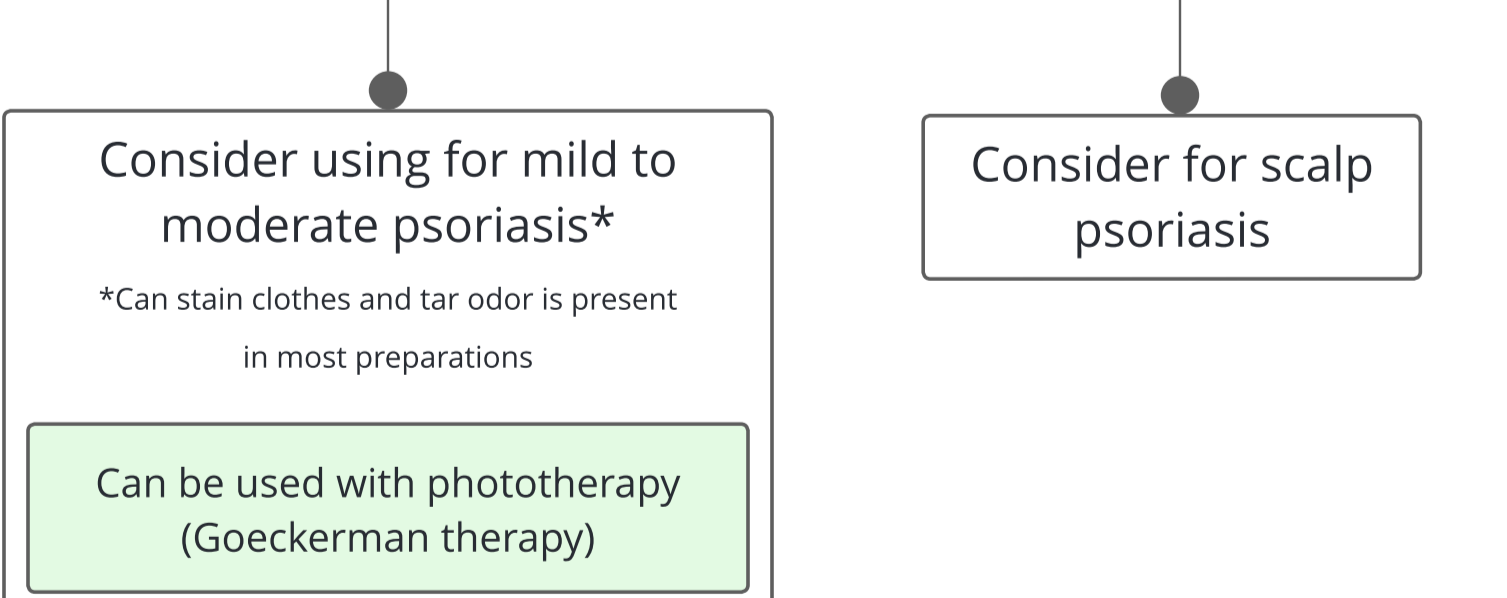 Consider using for mild to
moderate psoriasis*
*Can stain clothes and tar odor is present
in most preparations
Can be used with phototherapy
(Goeckerman therapy)
Consider for scalp
psoriasis